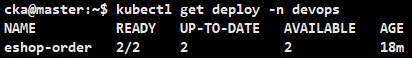 cka@master:~$ kubectl get deploy -n devops
NAME READY UP-TO-DATE AVAILABLE AGE
eshop-order 2/2 2 2 18m